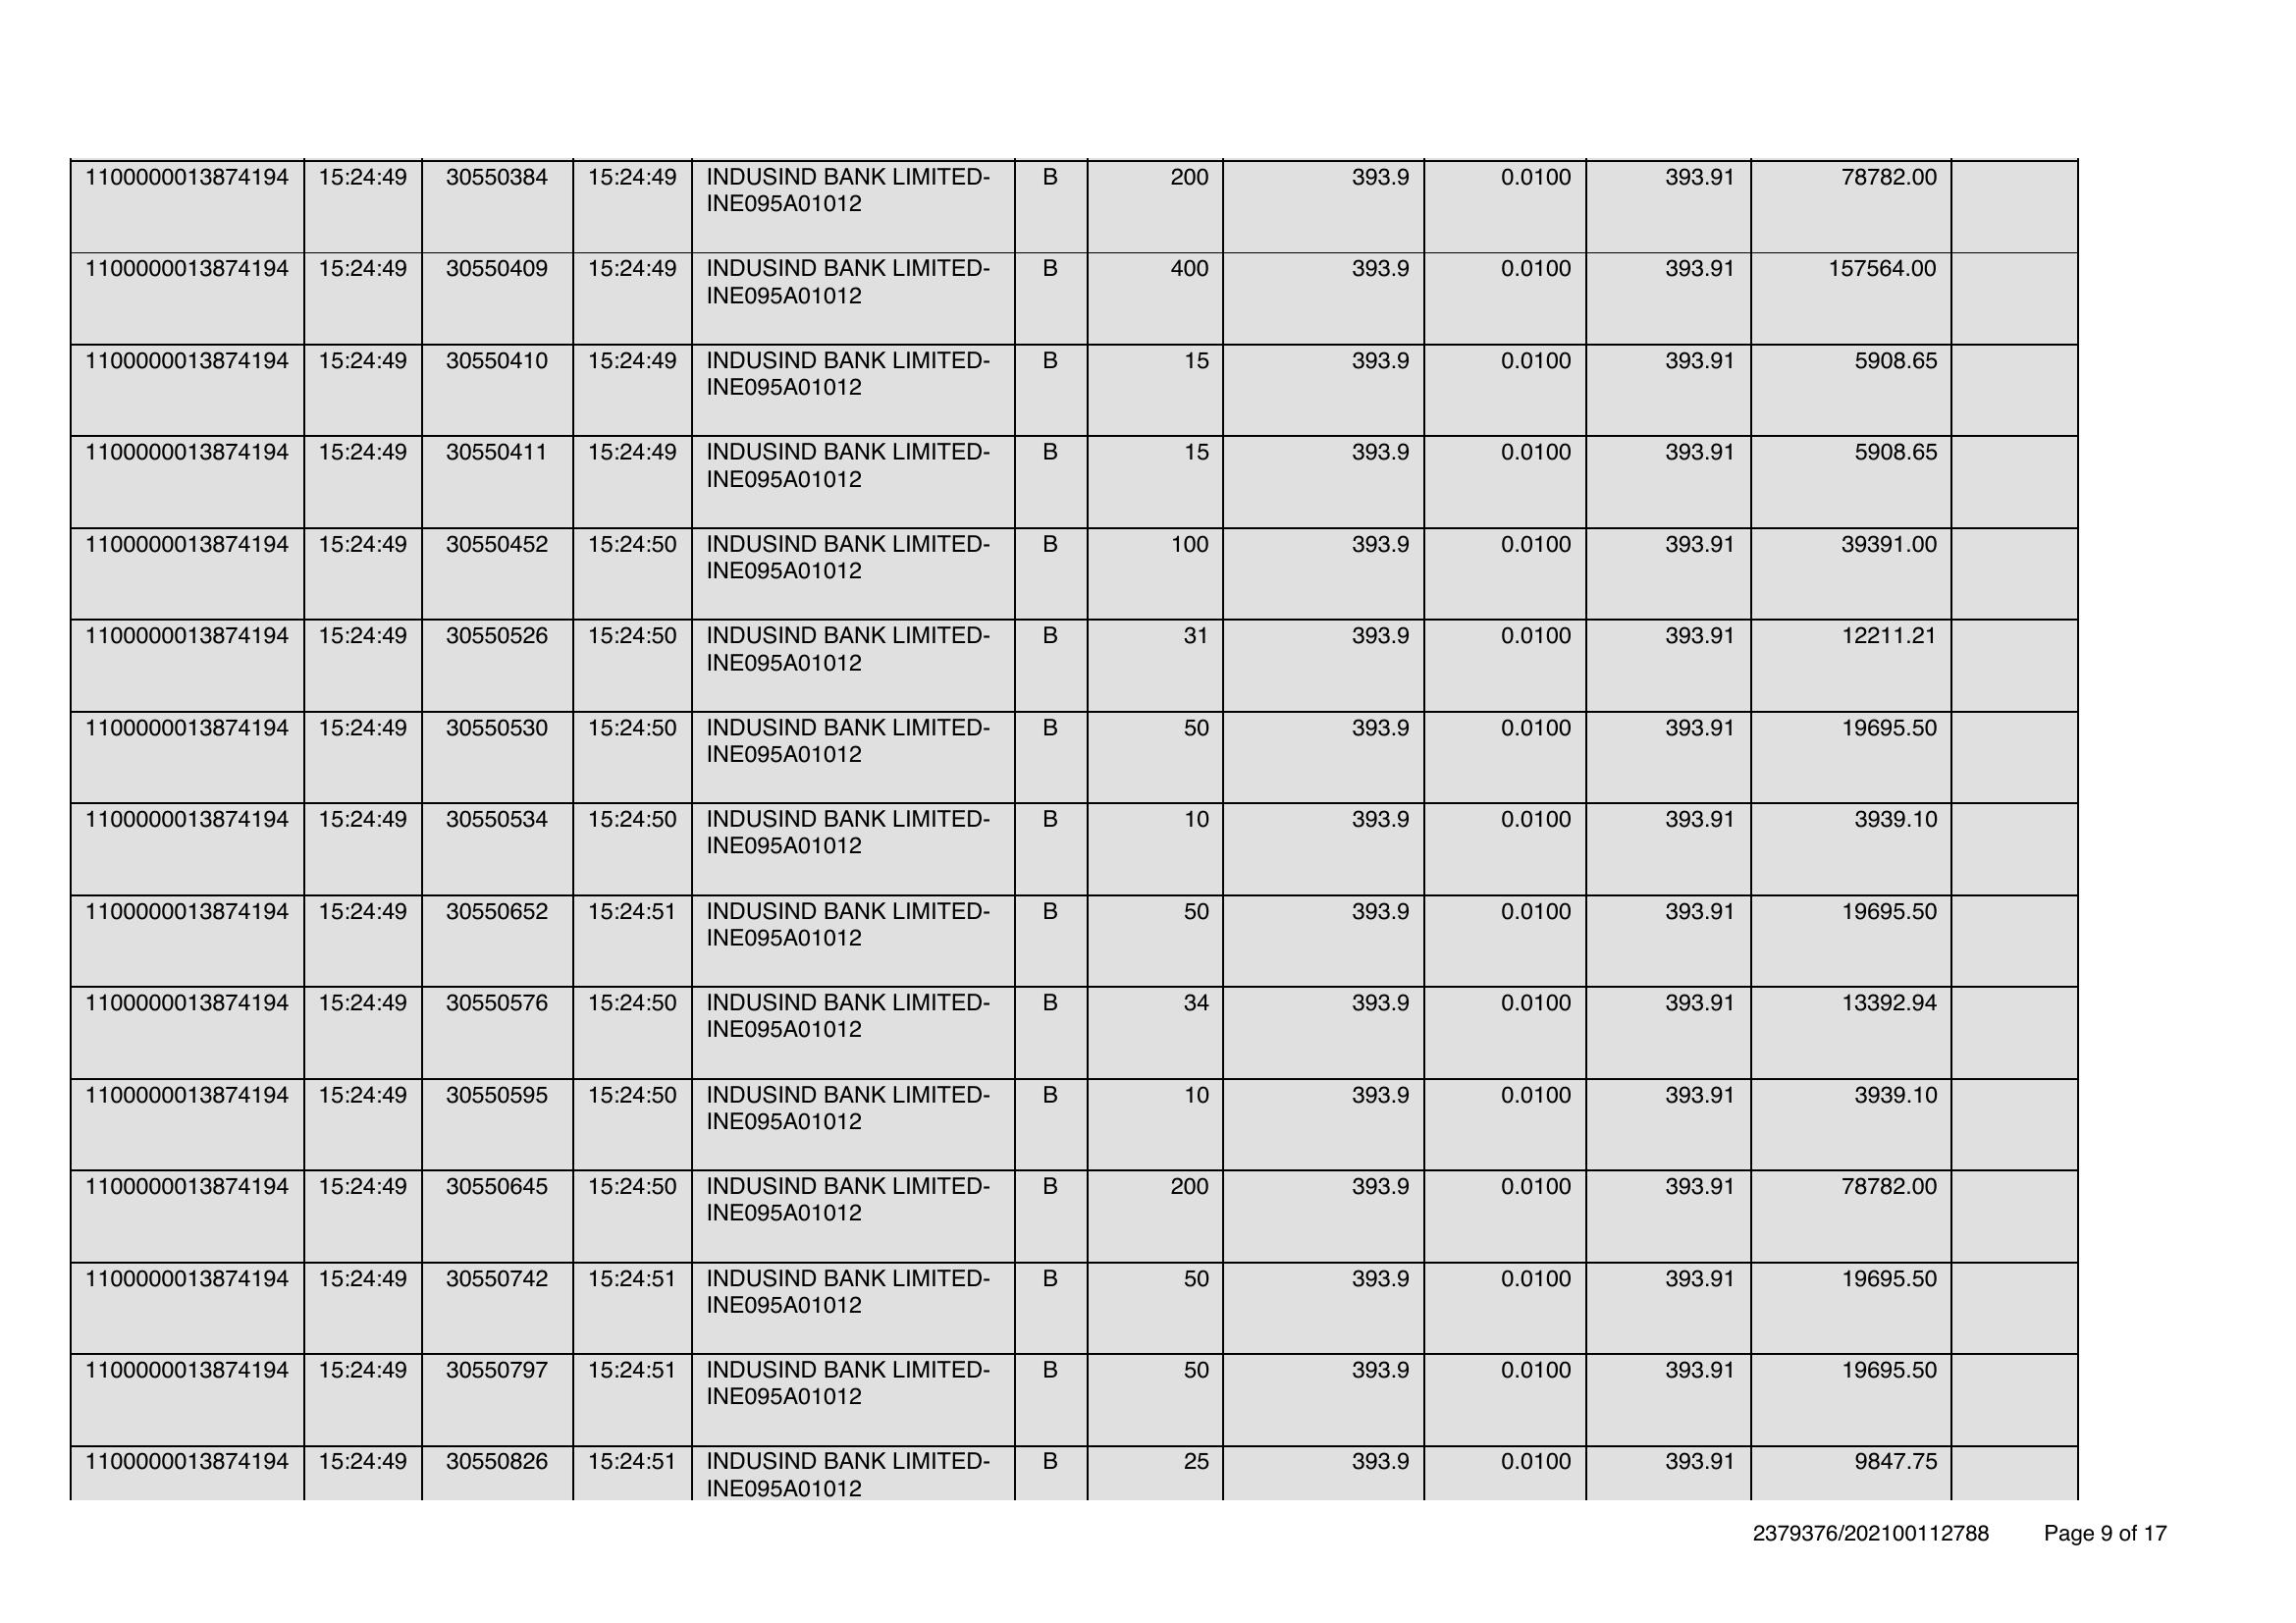 1100000013874194 15:24:49 30550384 15:24:49 INDUSIND BANK LIMITED- B 200 393.9 0.0100 393.91 78782.00
INE095A01012
1100000013874194 15:24:49 30550409 15:24:49 INDUSIND BANK LIMITED- B 400 393.9 0.0100 393.91 157564.00
INE095A01012
1100000013874194 15:24:49 30550410 15:24:49 INDUSIND BANK LIMITED- B 15 393.9 0.0100 393.91 5908.65
INE095A01012
1100000013874194 15:24:49 30550411 15:24:49 INDUSIND BANK LIMITED- B 15 393.9 0.0100 393.91 5908.65
INE095A01012
1100000013874194 15:24:49 30550452 15:24:50 INDUSIND BANK LIMITED- B 100 393.9 0.0100 393.91 39391.00
INE095A01012
1100000013874194 15:24:49 30550526 15:24:50 INDUSIND BANK LIMITED- B 31 393.9 0.0100 393.91 12211.21
INE095A01012
1100000013874194 15:24:49 30550530 15:24:50 INDUSIND BANK LIMITED- B 50 393.9 0.0100 393.91 19695.50
INE095A01012
1100000013874194 15:24:49 30550534 15:24:50 INDUSIND BANK LIMITED- B 10 393.9 0.0100 393.91 3939.10
INE095A01012
1100000013874194 15:24:49 30550652 15:24:51 INDUSIND BANK LIMITED- B 50 393.9 0.0100 393.91 19695.50
INE095A01012
1100000013874194 15:24:49 30550576 15:24:50 INDUSIND BANK LIMITED- B 34 393.9 0.0100 393.91 13392.94
INE095A01012
1100000013874194 15:24:49 30550595 15:24:50 INDUSIND BANK LIMITED- B 10 393.9 0.0100 393.91 3939.10
INE095A01012
1100000013874194 15:24:49 30550645 15:24:50 INDUSIND BANK LIMITED- B 200 393.9 0.0100 393.91 78782.00
INE095A01012
1100000013874194 15:24:49 30550742 15:24:51 INDUSIND BANK LIMITED- B 50 393.9 0.0100 393.91 19695.50
INE095A01012
1100000013874194 15:24:49 30550797 15:24:51 INDUSIND BANK LIMITED- B 50 393.9 0.0100 393.91 19695.50
INE095A01012
1100000013874194 15:24:49 30550826 15:24:51 INDUSIND BANK LIMITED- B 25 393.9 0.0100 393.91 9847.75
INE095A01012
2379376/202100112788 Page 9 of 17